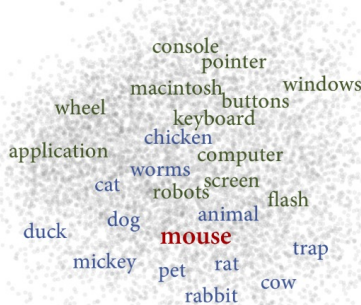 console
pointer
macintosh
windows
buttons
wheel
keyboard
chicken
application
computer
worms
screen
cat
robots
flash
animal
dog
duck
mouse
trap
mickey
rat
pet
cow
rabbit